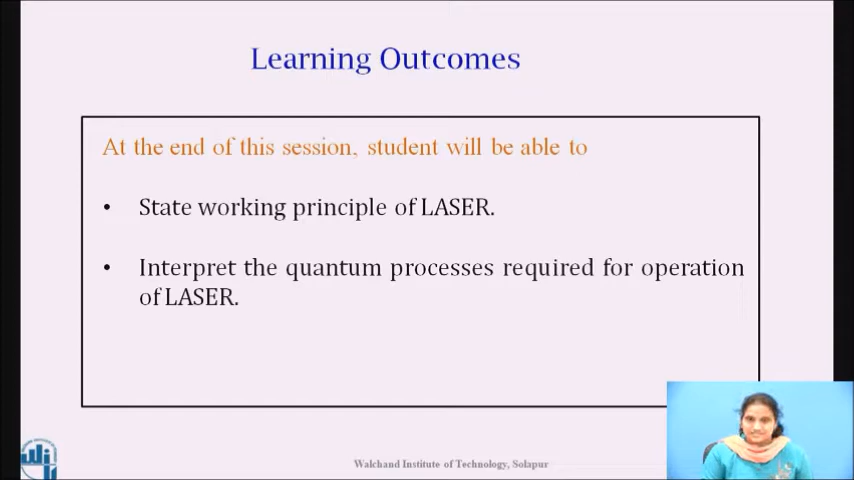 Learning Outcomes
At the end of this session, student will be able to
• State working principle of LASER.
• Interpret the quantum processes required for operation
of LASER.
Walchand Institute of Technology, Solapur